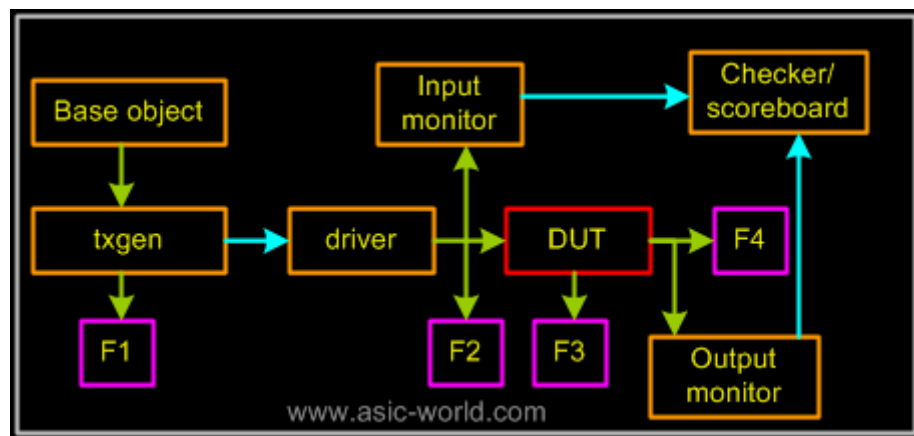 Base object
Input
monitor
Checker/
scoreboard
txgen
driver
DUT
F4
F1
F2
F3
Output
monitor
www.asic-world.com